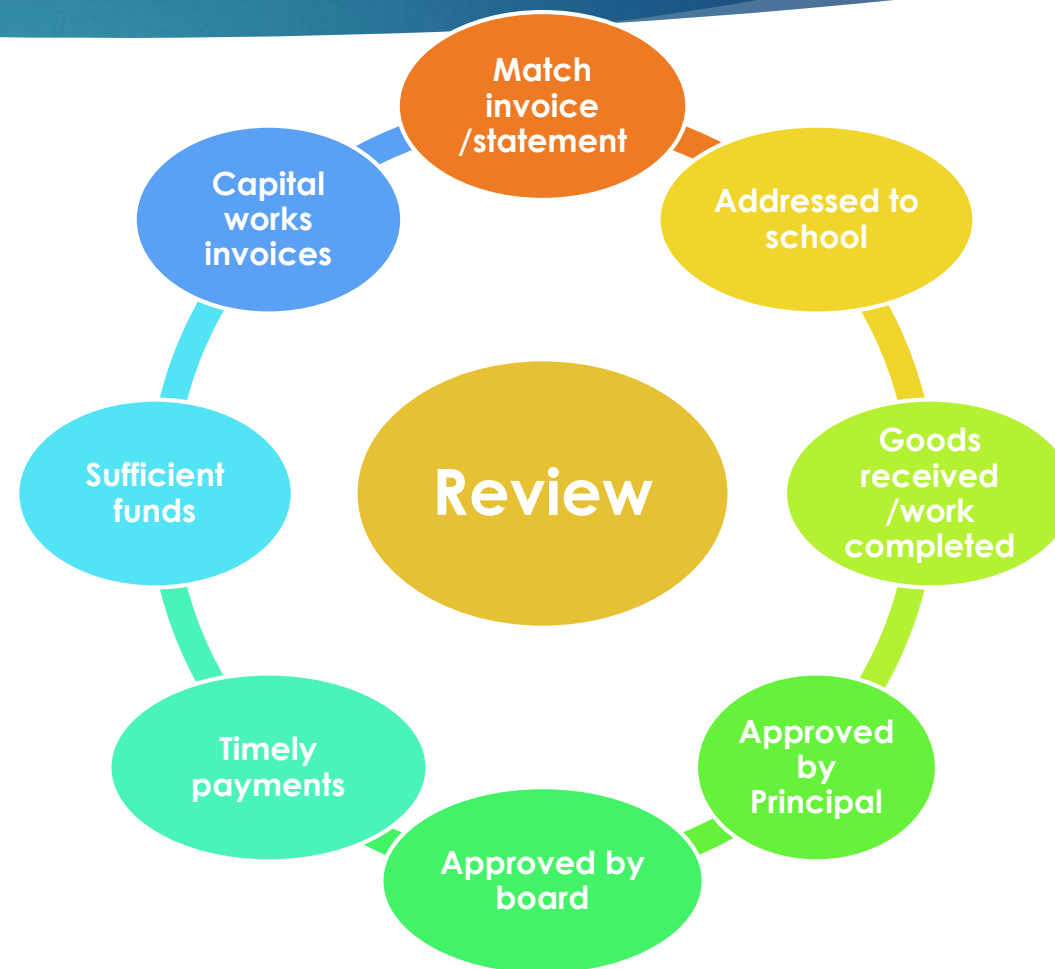 Match
invoice
/statement
Addressed to
school
Goods
received
/work
completed
Approved
by
Principal
Approved by
board
Timely
payments
Sufficient
funds
Capital
works
invoices
Review